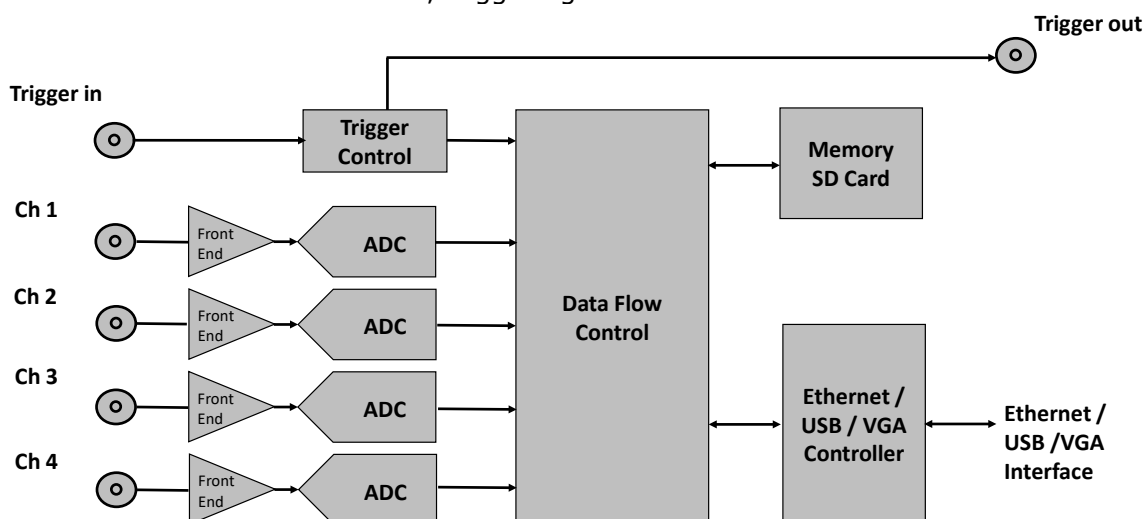 Trigger out
Trigger in
Trigger
Control
Memory
SD Card
Ch 1
Front
End
ADC
Ch 2
Front
End
ADC
Data Flow
Control
Ch 3
Front
End
ADC
Ethernet /
USB / VGA
Controller
Ethernet /
USB /VGA
Interface
Ch 4
Front
End
ADC